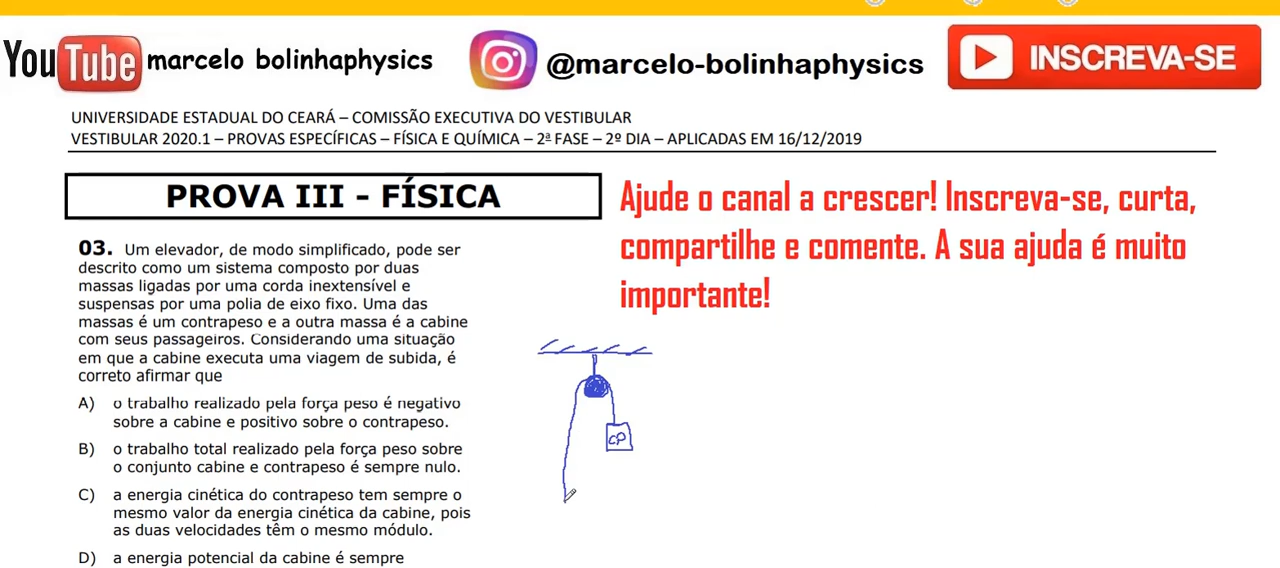 You Tube marcelo bolinhaphysics @marcelo-bolinhaphysics INSCREVA-SE
UNIVERSIDADE ESTADUAL DO CEARÁ – COMISSÃO EXECUTIVA DO VESTIBULAR
VESTIBULAR 2020.1 – PROVAS ESPECÍFICAS – FÍSICA E QUÍMICA – 2ª FASE – 2º DIA – APLICADAS EM 16/12/2019
PROVA III - FÍSICA
Ajude o canal a crescer! Inscreva-se, curta,
compartilhe e comente. A sua ajuda é muito
importante!
03. Um elevador, de modo simplificado, pode ser
descrito como um sistema composto por duas
massas ligadas por uma corda inextensível e
suspensas por uma polia de eixo fixo. Uma das
massas é um contrapeso e a outra massa é a cabine
com seus passageiros. Considerando uma situação
em que a cabine executa uma viagem de subida, é
correto afirmar que
A) o trabalho realizado pela força peso é negativo
sobre a cabine e positivo sobre o contrapeso.
B) o trabalho total realizado pela força peso sobre
o conjunto cabine e contrapeso é sempre nulo.
C) a energia cinética do contrapeso tem sempre o
mesmo valor da energia cinética da cabine, pois
as duas velocidades têm o mesmo módulo.
D) a energia potencial da cabine é sempre
CP